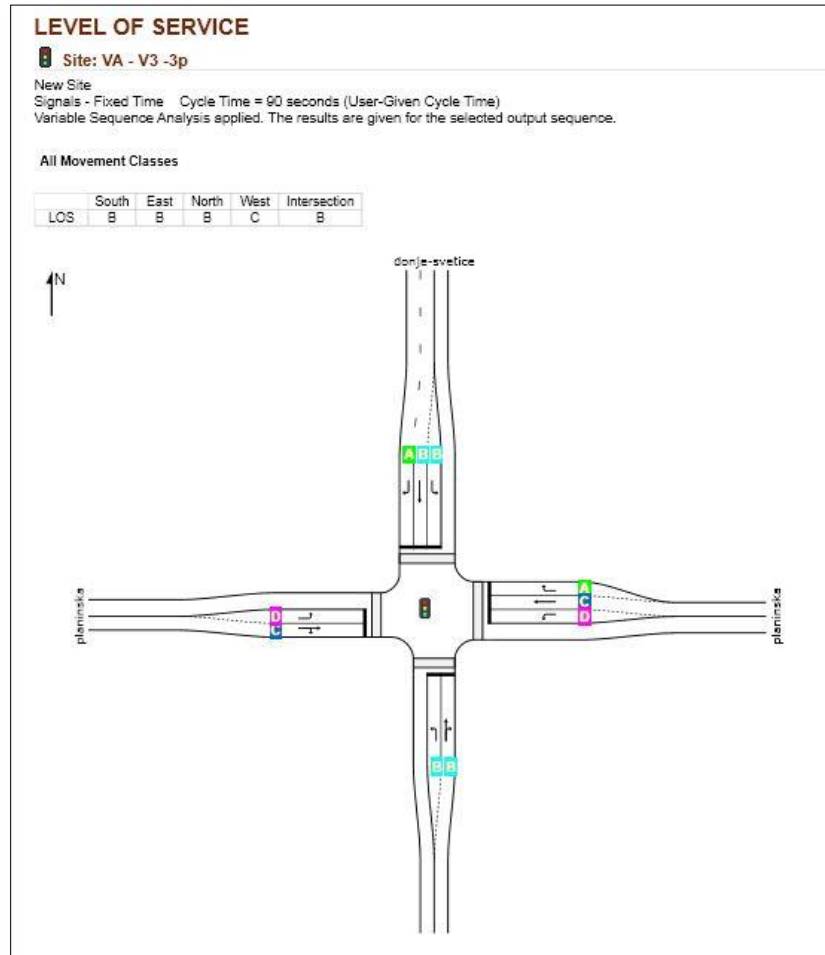 LEVEL OF SERVICE
Site: VA - V3 -3p
New Site
Signals - Fixed Time Cycle Time = 90 seconds (User-Given Cycle Time)
Variable Sequence Analysis applied. The results are given for the selected output sequence.
All Movement Classes
South East North West Intersection
LOS B B B C B
donje-svetice
N
A B B
planinska
D
C
A
C
D
planinska
B B